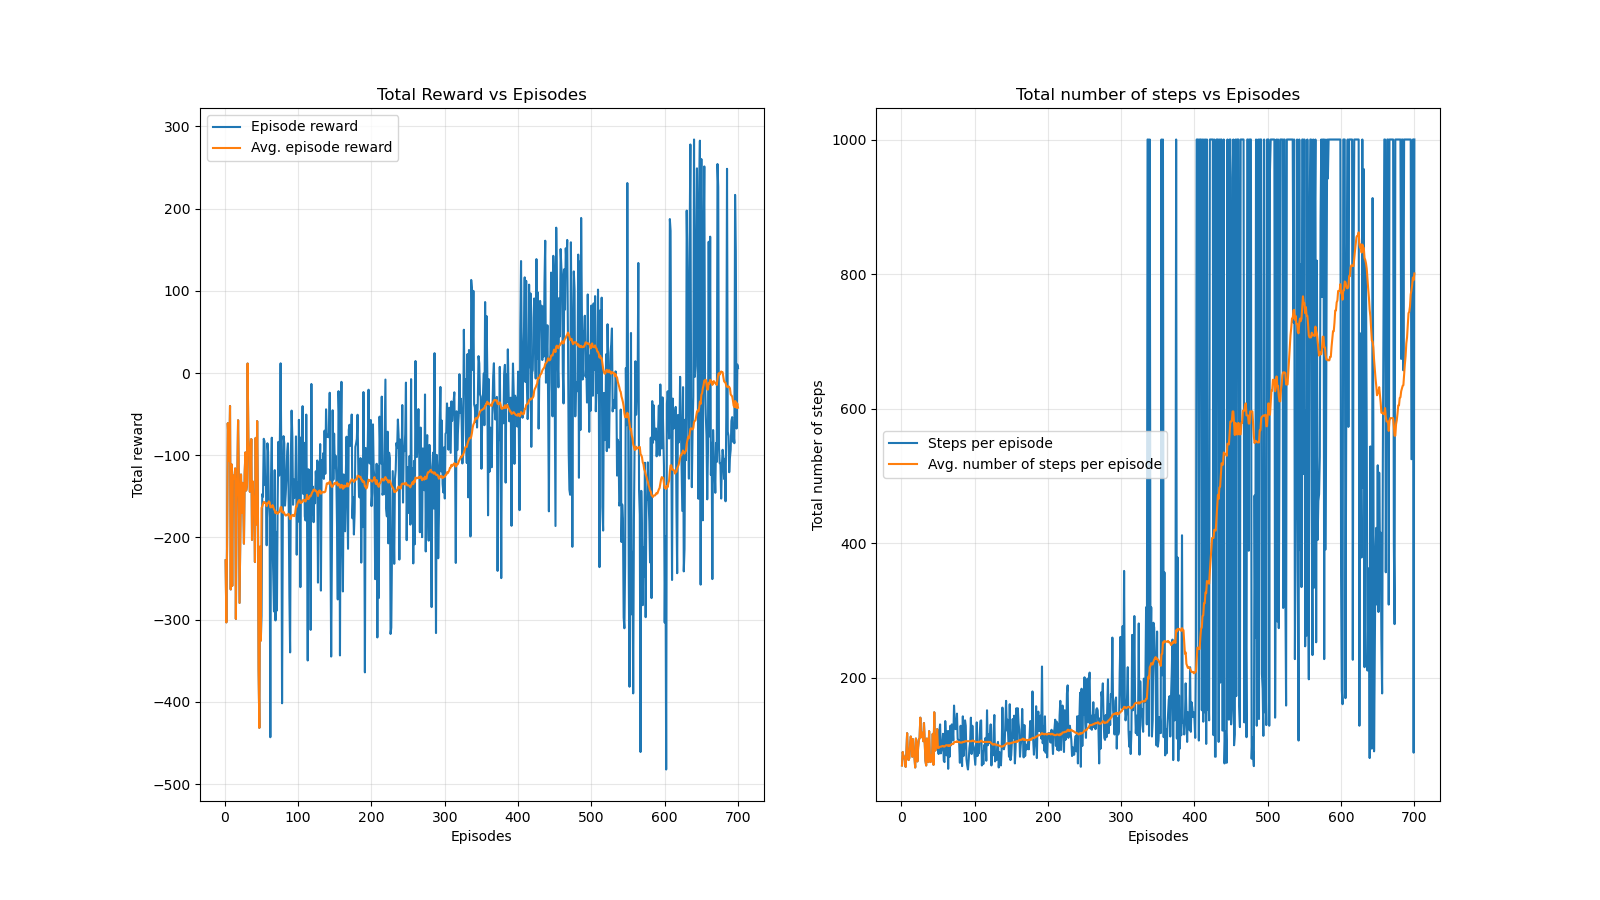 Total Reward vs Episodes
Episode reward
Avg. episode reward
Total reward
300
200
100
0
−100
−200
−300
−400
−500
0 100 200 300 400 500 600 700
Episodes
Total number of steps vs Episodes
Steps per episode
Avg. number of steps per episode
Total number of steps
1000
800
600
400
200
0 100 200 300 400 500 600 700
Episodes